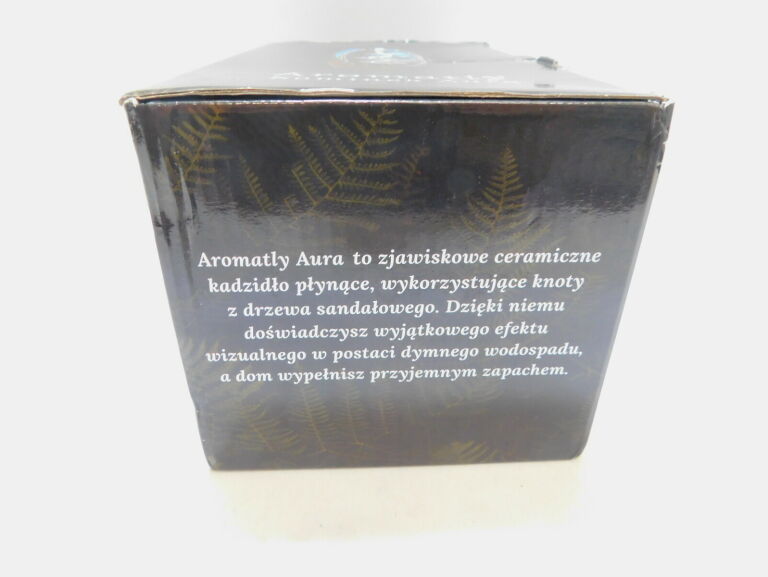 Aromatly
Aromatly Aura to zjawiskowe ceramiczne
kadzidło płynące, wykorzystujące knoty
z drzewa sandałowego. Dzięki niemu
doświadczysz wyjątkowego efektu
wizualnego w postaci dymnego wodospadu,
a dom wypełnisz przyjemnym zapachem.